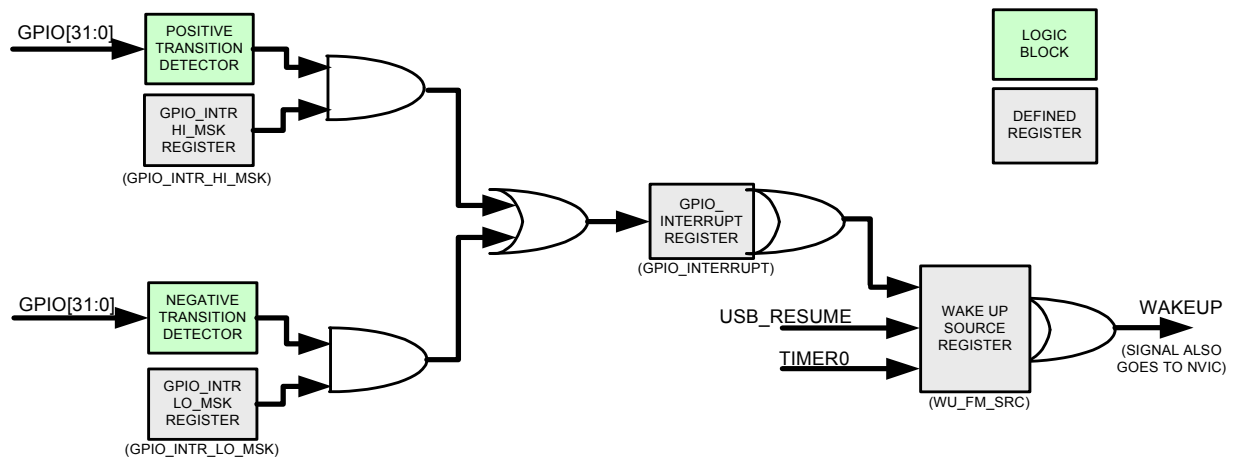 GPIO[31:0]
POSITIVE
TRANSITION
DETECTOR
GPIO_INTR
HI_MSK
REGISTER
(GPIO_INTR_HI_MSK)
LOGIC
BLOCK
DEFINED
REGISTER
GPIO_
INTERRUPT
REGISTER
(GPIO_INTERRUPT)
GPIO[31:0]
NEGATIVE
TRANSITION
DETECTOR
GPIO_INTR
LO_MSK
REGISTER
(GPIO_INTR_LO_MSK)
USB_RESUME
TIMER0
WAKE UP
SOURCE
REGISTER
(WU_FM_SRC)
WAKEUP
(SIGNAL ALSO
GOES TO NVIC)